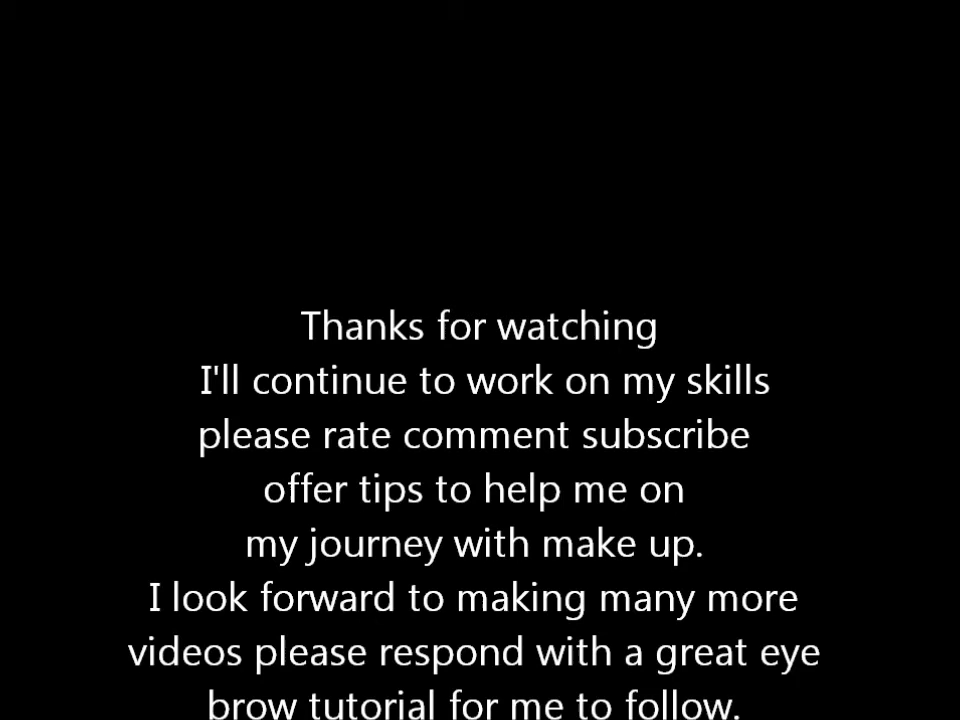 Thanks for watching
I'll continue to work on my skills
please rate comment subscribe
offer tips to help me on
my journey with make up.
I look forward to making many more
videos please respond with a great eye
brow tutorial for me to follow.